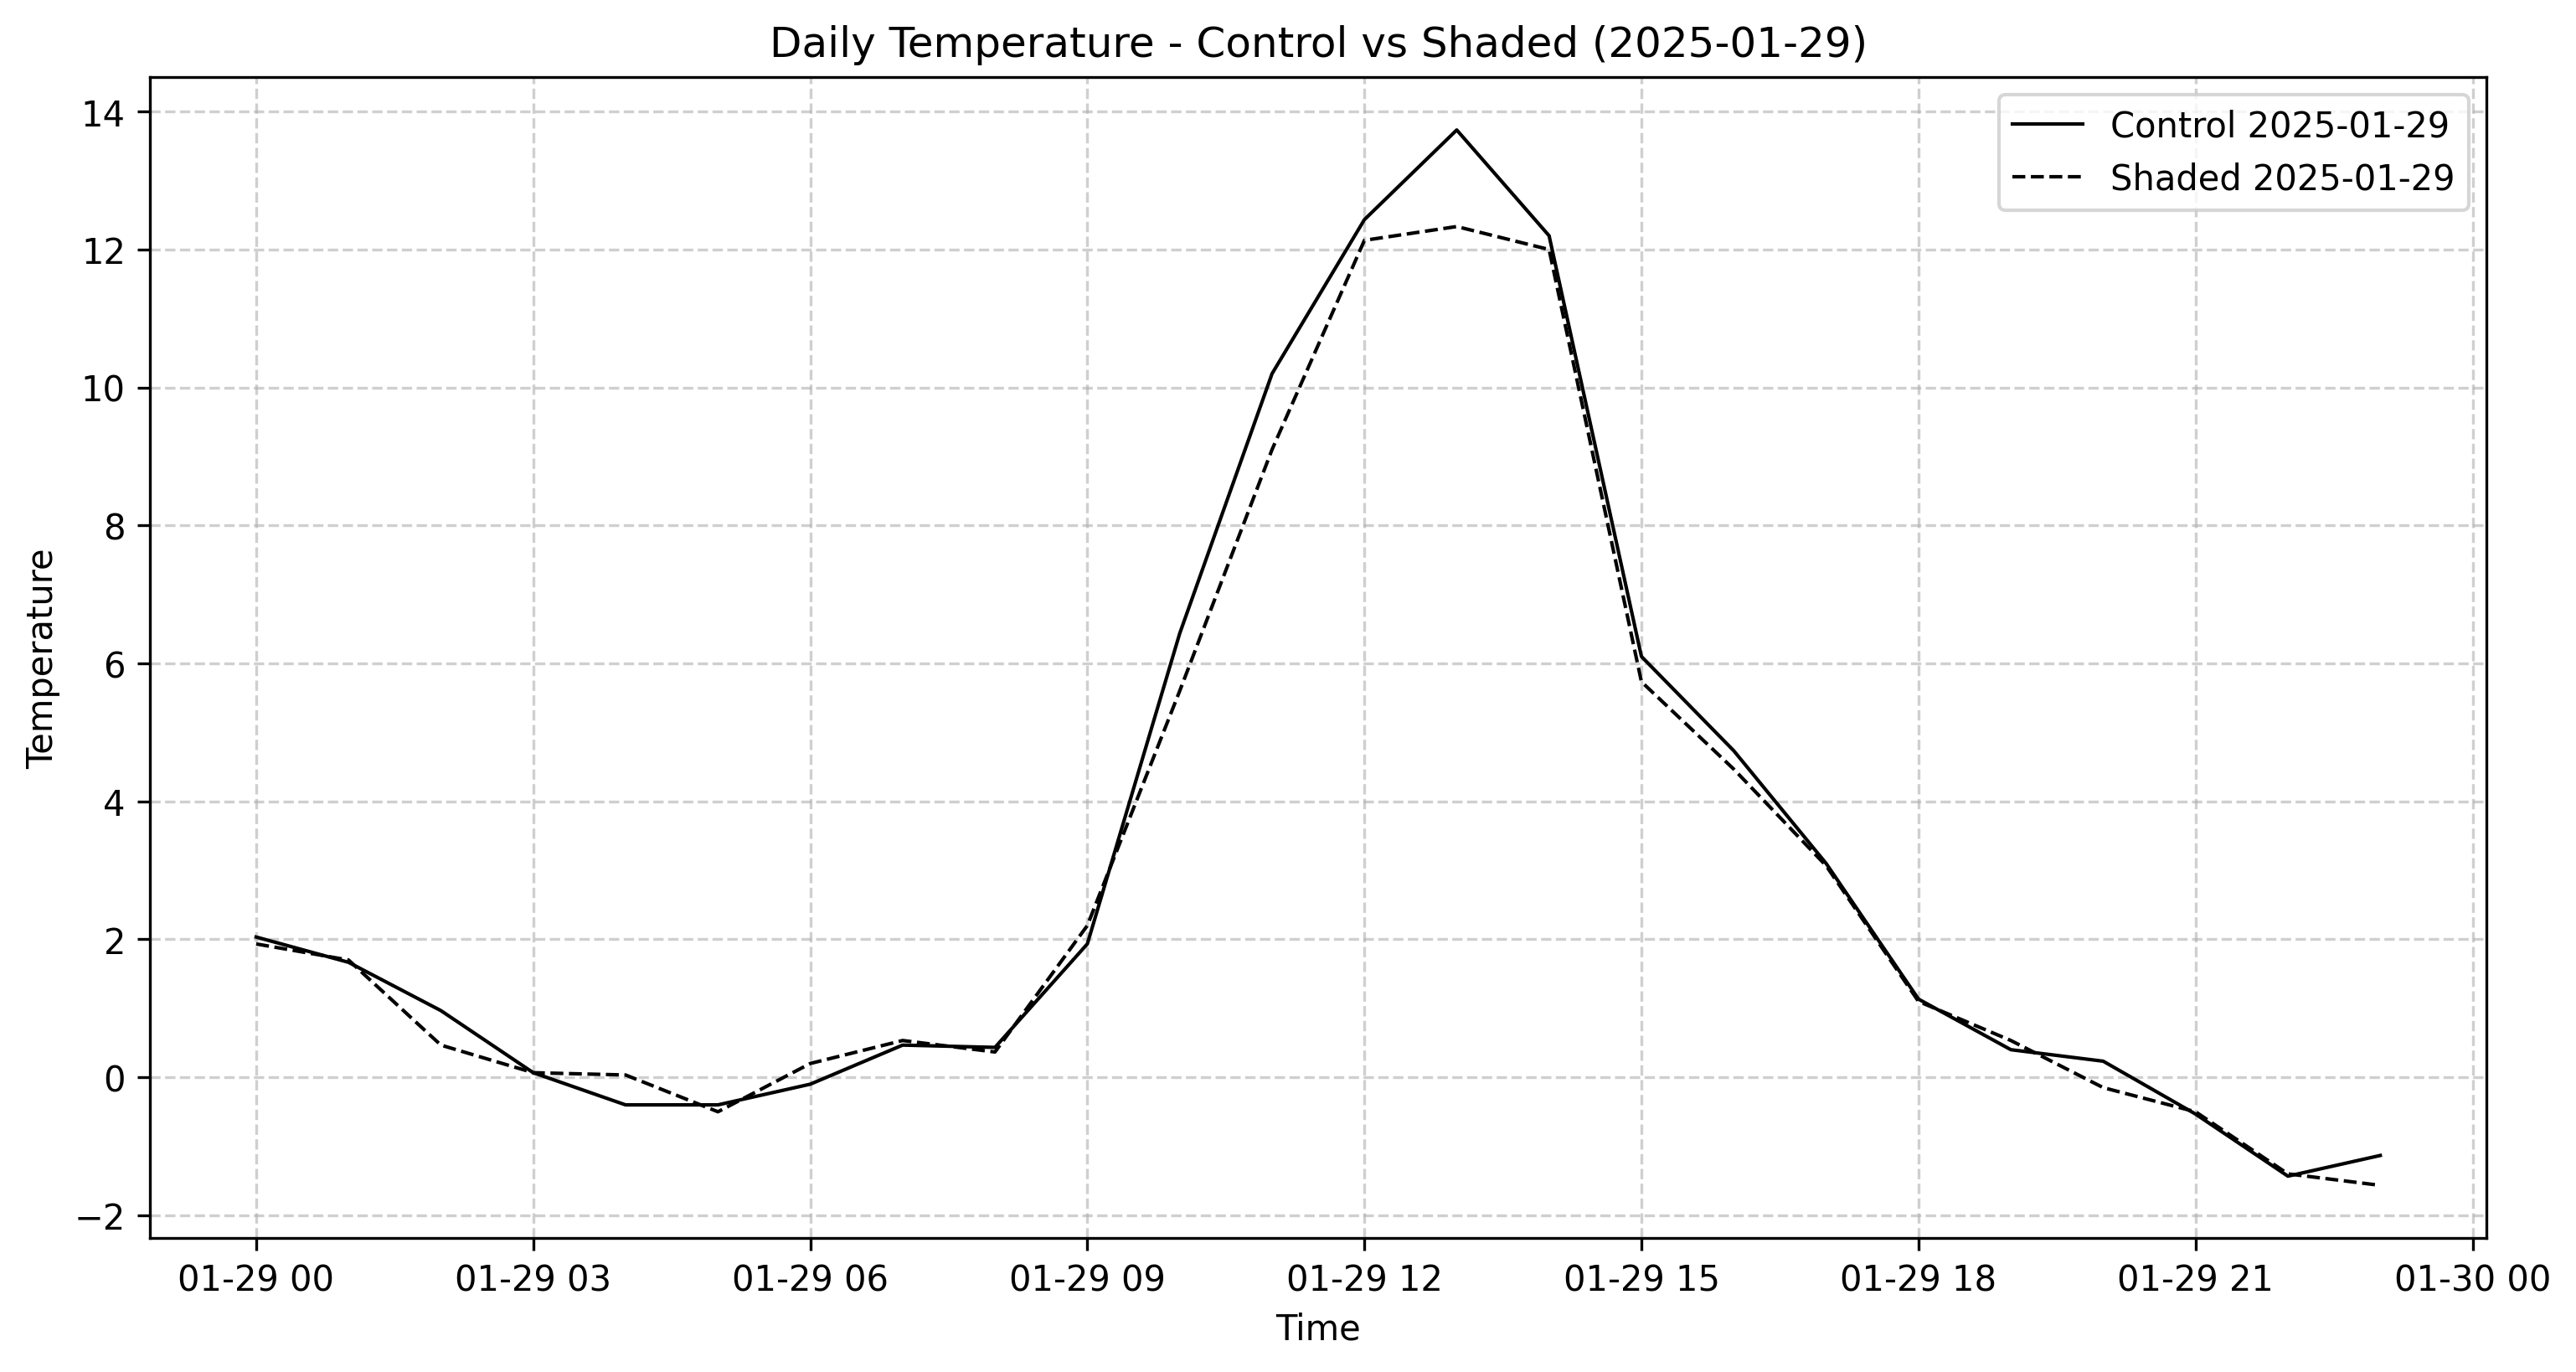 Daily Temperature - Control vs Shaded (2025-01-29)
Control 2025-01-29
Shaded 2025-01-29
Temperature
14
12
10
8
6
4
2
0
−2
01-29 00 01-29 03 01-29 06 01-29 09 01-29 12 01-29 15 01-29 18 01-29 21 01-30 00
Time